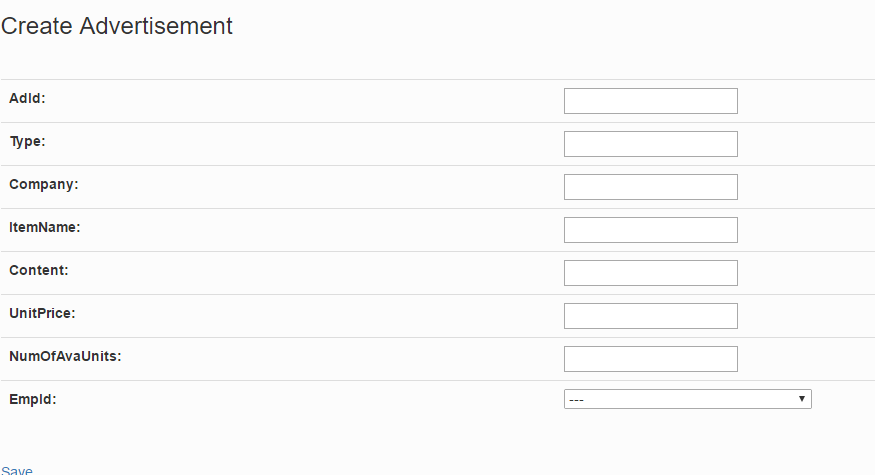 Create Advertisement
AdId:
Type:
Company:
ItemName:
Content:
UnitPrice:
NumOfAvaUnits:
EmpId:
---
Save